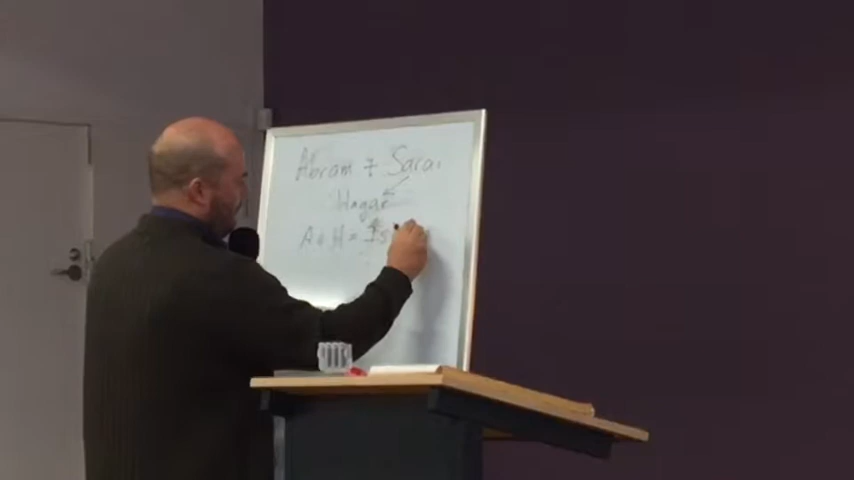 Abram + Sarai
Hagar
A + H = Is